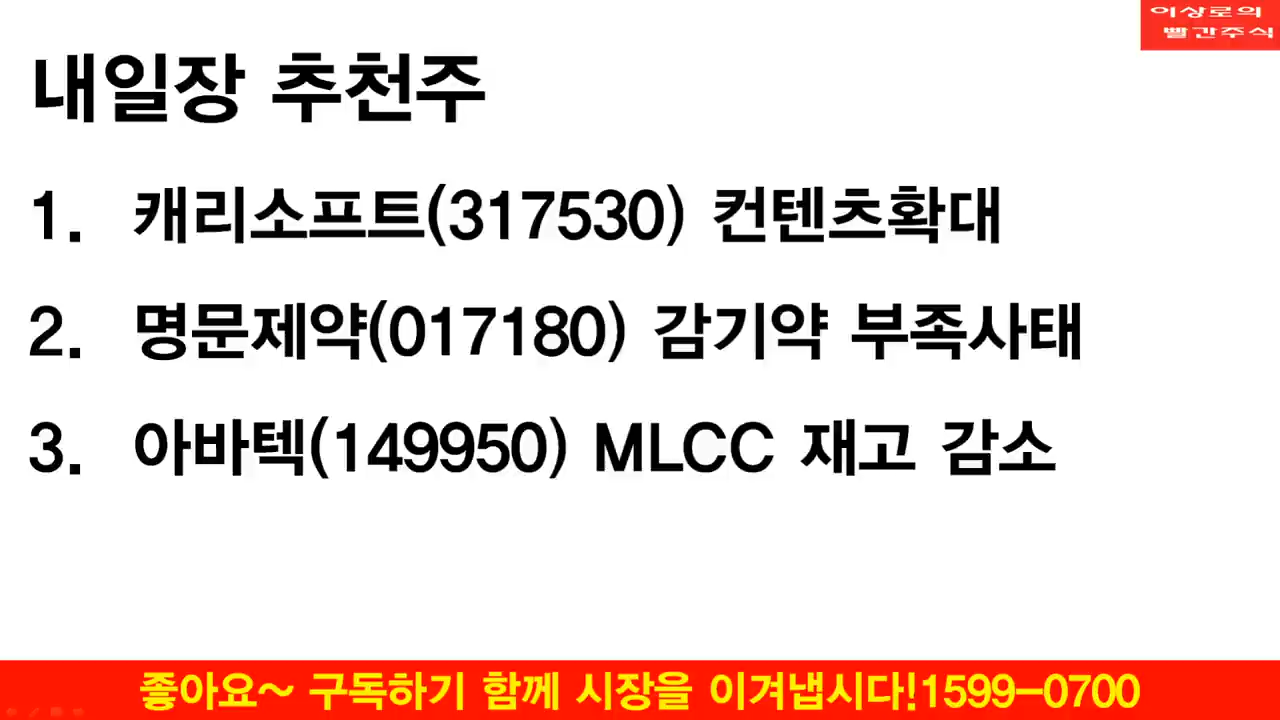 이상로의
빨간주식
내일장 추천주
1. 캐리소프트(317530) 컨텐츠확대
2. 명문제약(017180) 감기약 부족사태
3. 아바텍(149950) MLCC 재고 감소
좋아요~ 구독하기 함께 시장을 이겨냅시다!1599-0700